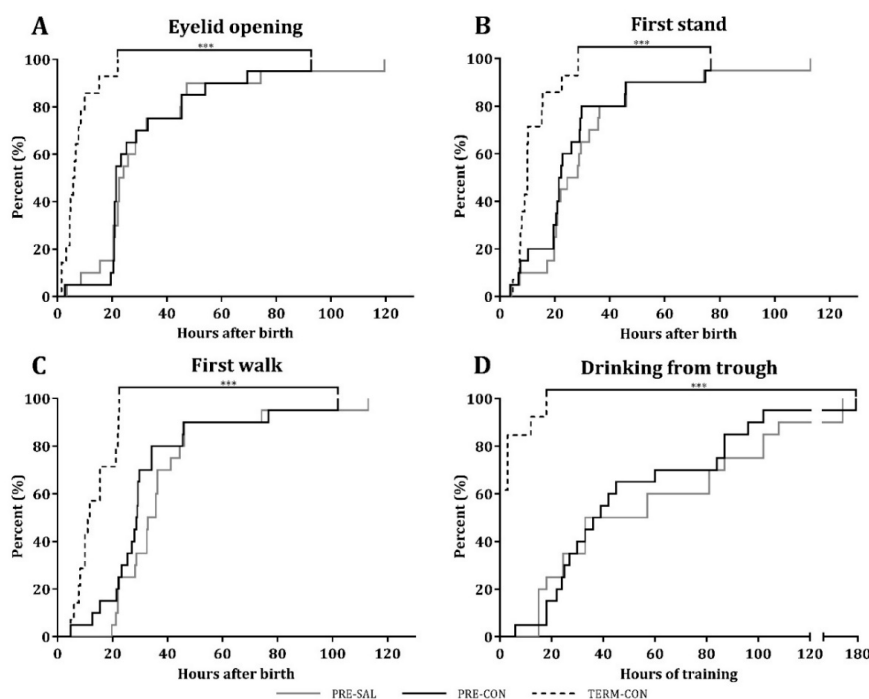 A Eyelid opening
***
100
80
60
40
20
0
Percent (%)
0 20 40 60 80 100 120
Hours after birth
B First stand
***
100
80
60
40
20
0
Percent (%)
0 20 40 60 80 100 120
Hours after birth
C First walk
***
100
80
60
40
20
0
Percent (%)
0 20 40 60 80 100 120
Hours after birth
D Drinking from trough
***
100
80
60
40
20
0
Percent (%)
0 20 40 60 80 100 120 180
Hours of training
PRE-SAL PRE-CON TERM-CON